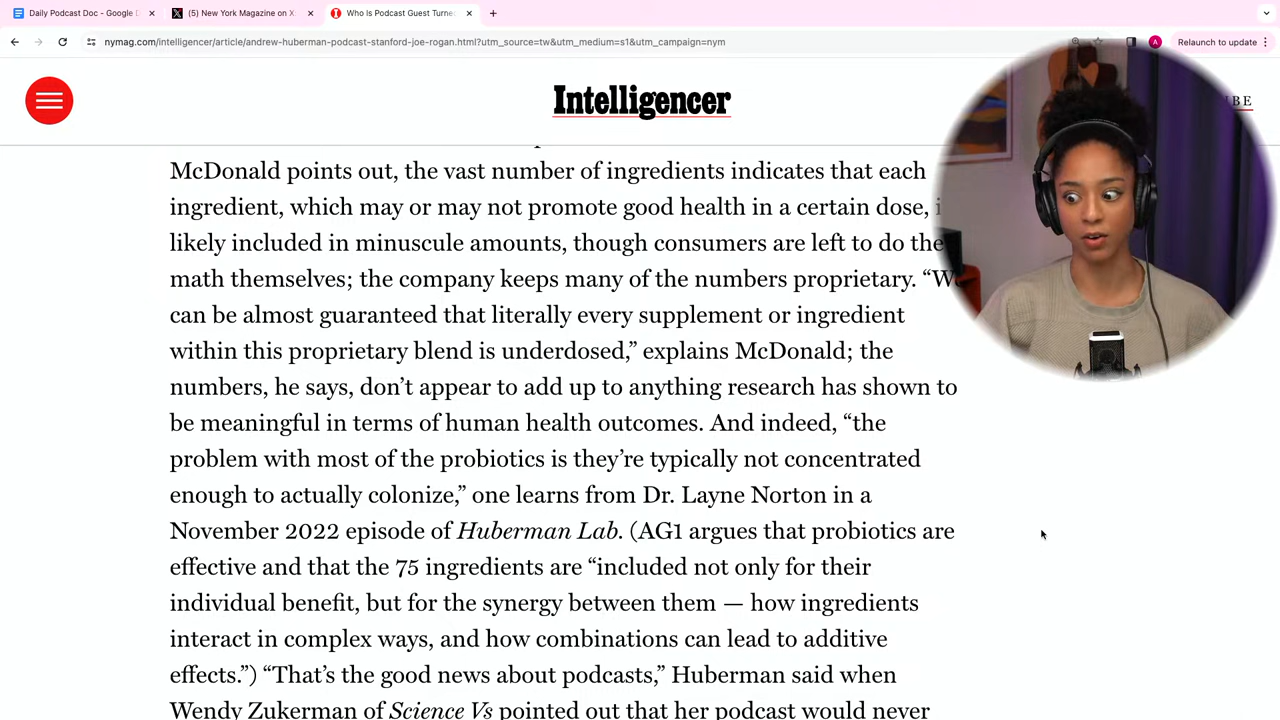 Daily Podcast Doc - Google D
(5) New York Magazine on X:
Who Is Podcast Guest Turne
nymag.com/intelligencer/article/andrew-huberman-podcast-stanford-joe-rogan.html?utm_source=tw&utm_medium=s1&utm_campaign=nym
A
Relaunch to update
Intelligencer
McDonald points out, the vast number of ingredients indicates that each
ingredient, which may or may not promote good health in a certain dose, i
likely included in minuscule amounts, though consumers are left to do the
math themselves; the company keeps many of the numbers proprietary. “W
can be almost guaranteed that literally every supplement or ingredient
within this proprietary blend is underdosed,” explains McDonald; the
numbers, he says, don’t appear to add up to anything research has shown to
be meaningful in terms of human health outcomes. And indeed, “the
problem with most of the probiotics is they’re typically not concentrated
enough to actually colonize,” one learns from Dr. Layne Norton in a
November 2022 episode of Huberman Lab. (AG1 argues that probiotics are
effective and that the 75 ingredients are “included not only for their
individual benefit, but for the synergy between them — how ingredients
interact in complex ways, and how combinations can lead to additive
effects.”) “That’s the good news about podcasts,” Huberman said when
Wendy Zukerman of Science Vs pointed out that her podcast would never